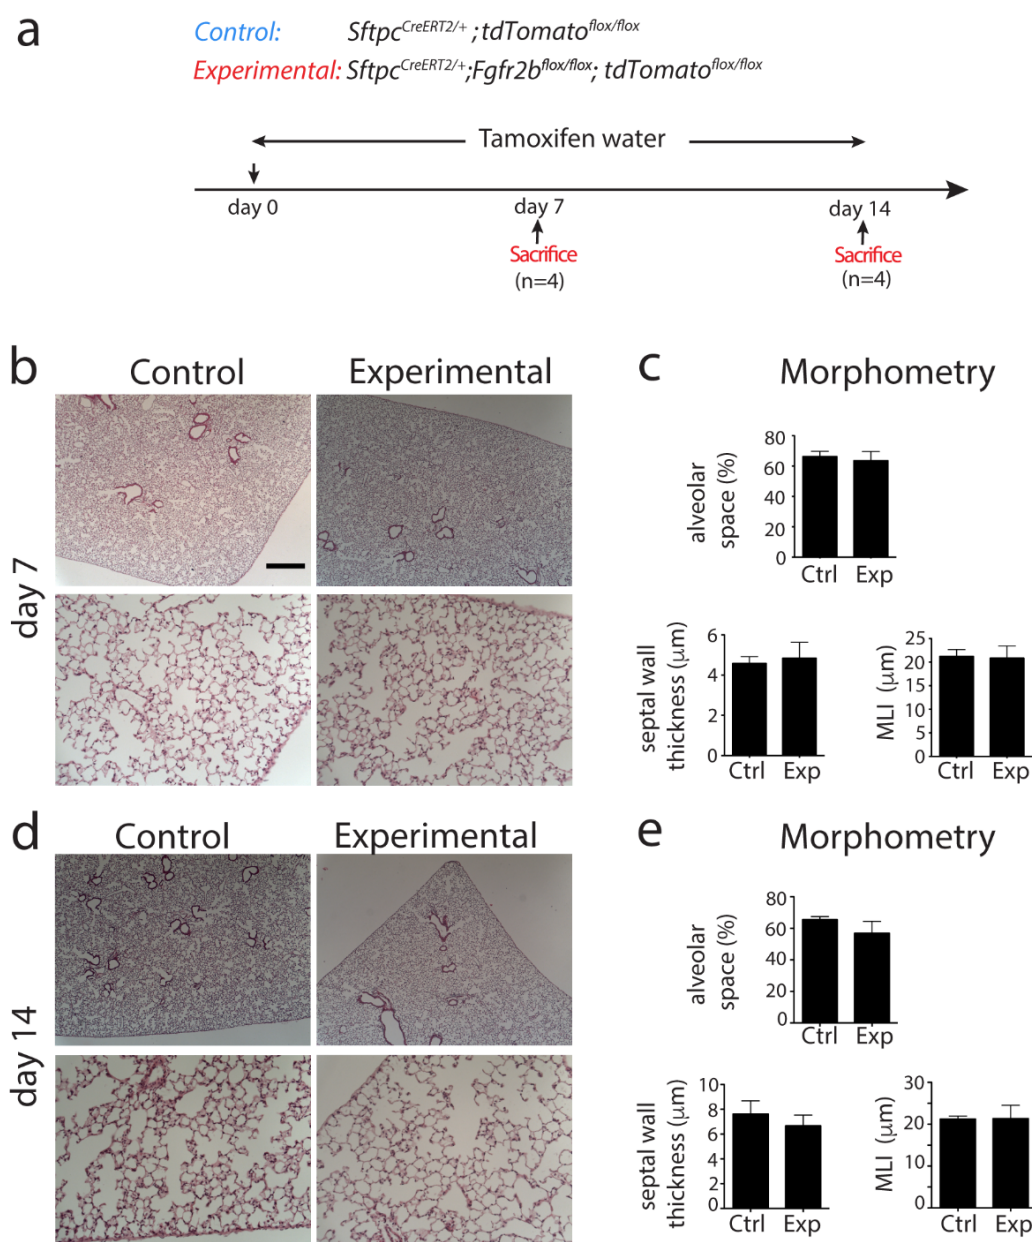 a
Control: Sftpc^CreERT2/+ ; tdTomato^flox/flox
Experimental: Sftpc^CreERT2/+;Fgfr2b^flox/flox; tdTomato^flox/flox
Tamoxifen water
day 0 day 7 day 14
Sacrifice Sacrifice
(n=4) (n=4)
b Control Experimental
day 7
c Morphometry
alveolar
space (%)
80
60
40
20
0
Ctrl Exp
septal wall
thickness (μm)
6
4
2
0
Ctrl Exp
MLI (μm)
25
20
15
10
5
0
Ctrl Exp
d Control Experimental
day 14
e Morphometry
alveolar
space (%)
80
60
40
20
0
Ctrl Exp
septal wall
thickness (μm)
10
8
6
4
2
0
Ctrl Exp
MLI (μm)
30
20
10
0
Ctrl Exp